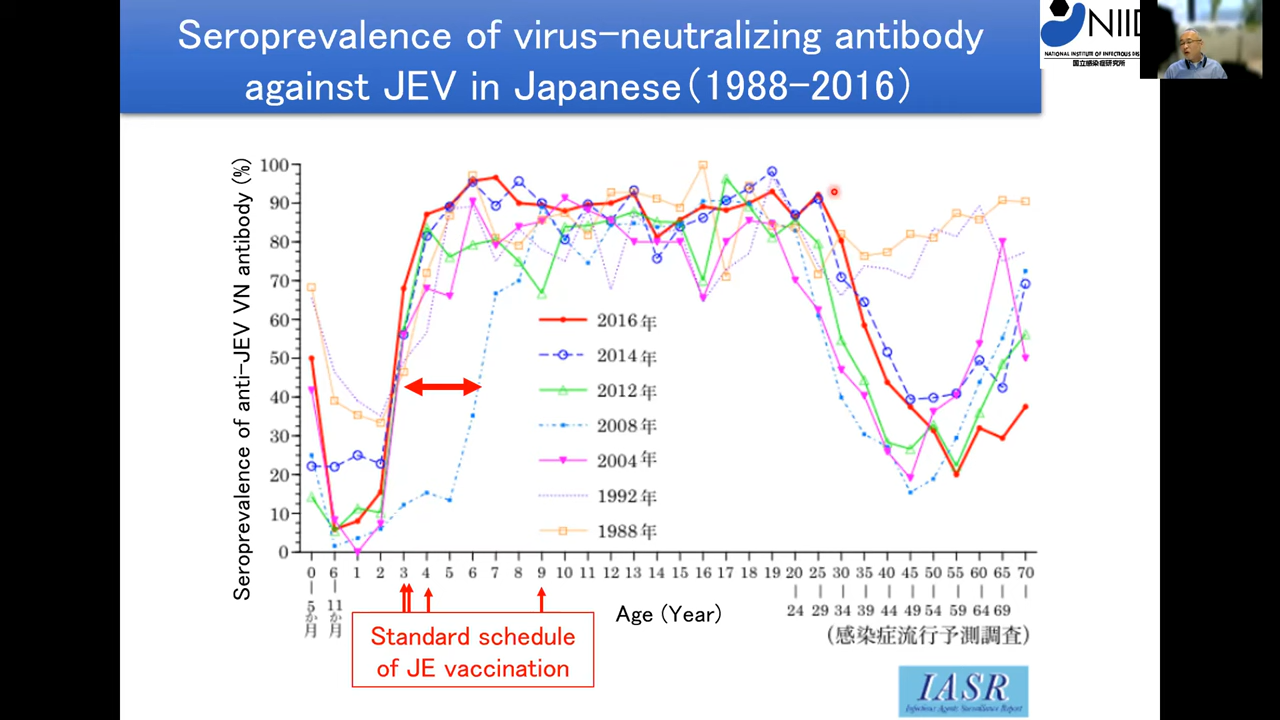 Seroprevalence of virus-neutralizing antibody
against JEV in Japanese(1988-2016)
NIID
NATIONAL INSTITUTE OF INFECTIOUS DIS
国立感染症研究所
Seroprevalence of anti-JEV VN antibody (%)
100
90
80
70
60
50
40
30
20
10
0
2016年
2014年
2012年
2008年
2004年
1992年
1988年
0 6 1 2 3 4 5 6 7 8 9 10 11 12 13 14 15 16 17 18 19 20 25 30 35 40 45 50 55 60 65 70
5か月 11か月 24 29 34 39 44 49 54 59 64 69
Age (Year)
(感染症流行予測調査)
Standard schedule
of JE vaccination
IASR
Infectious Agents Surveillance Report